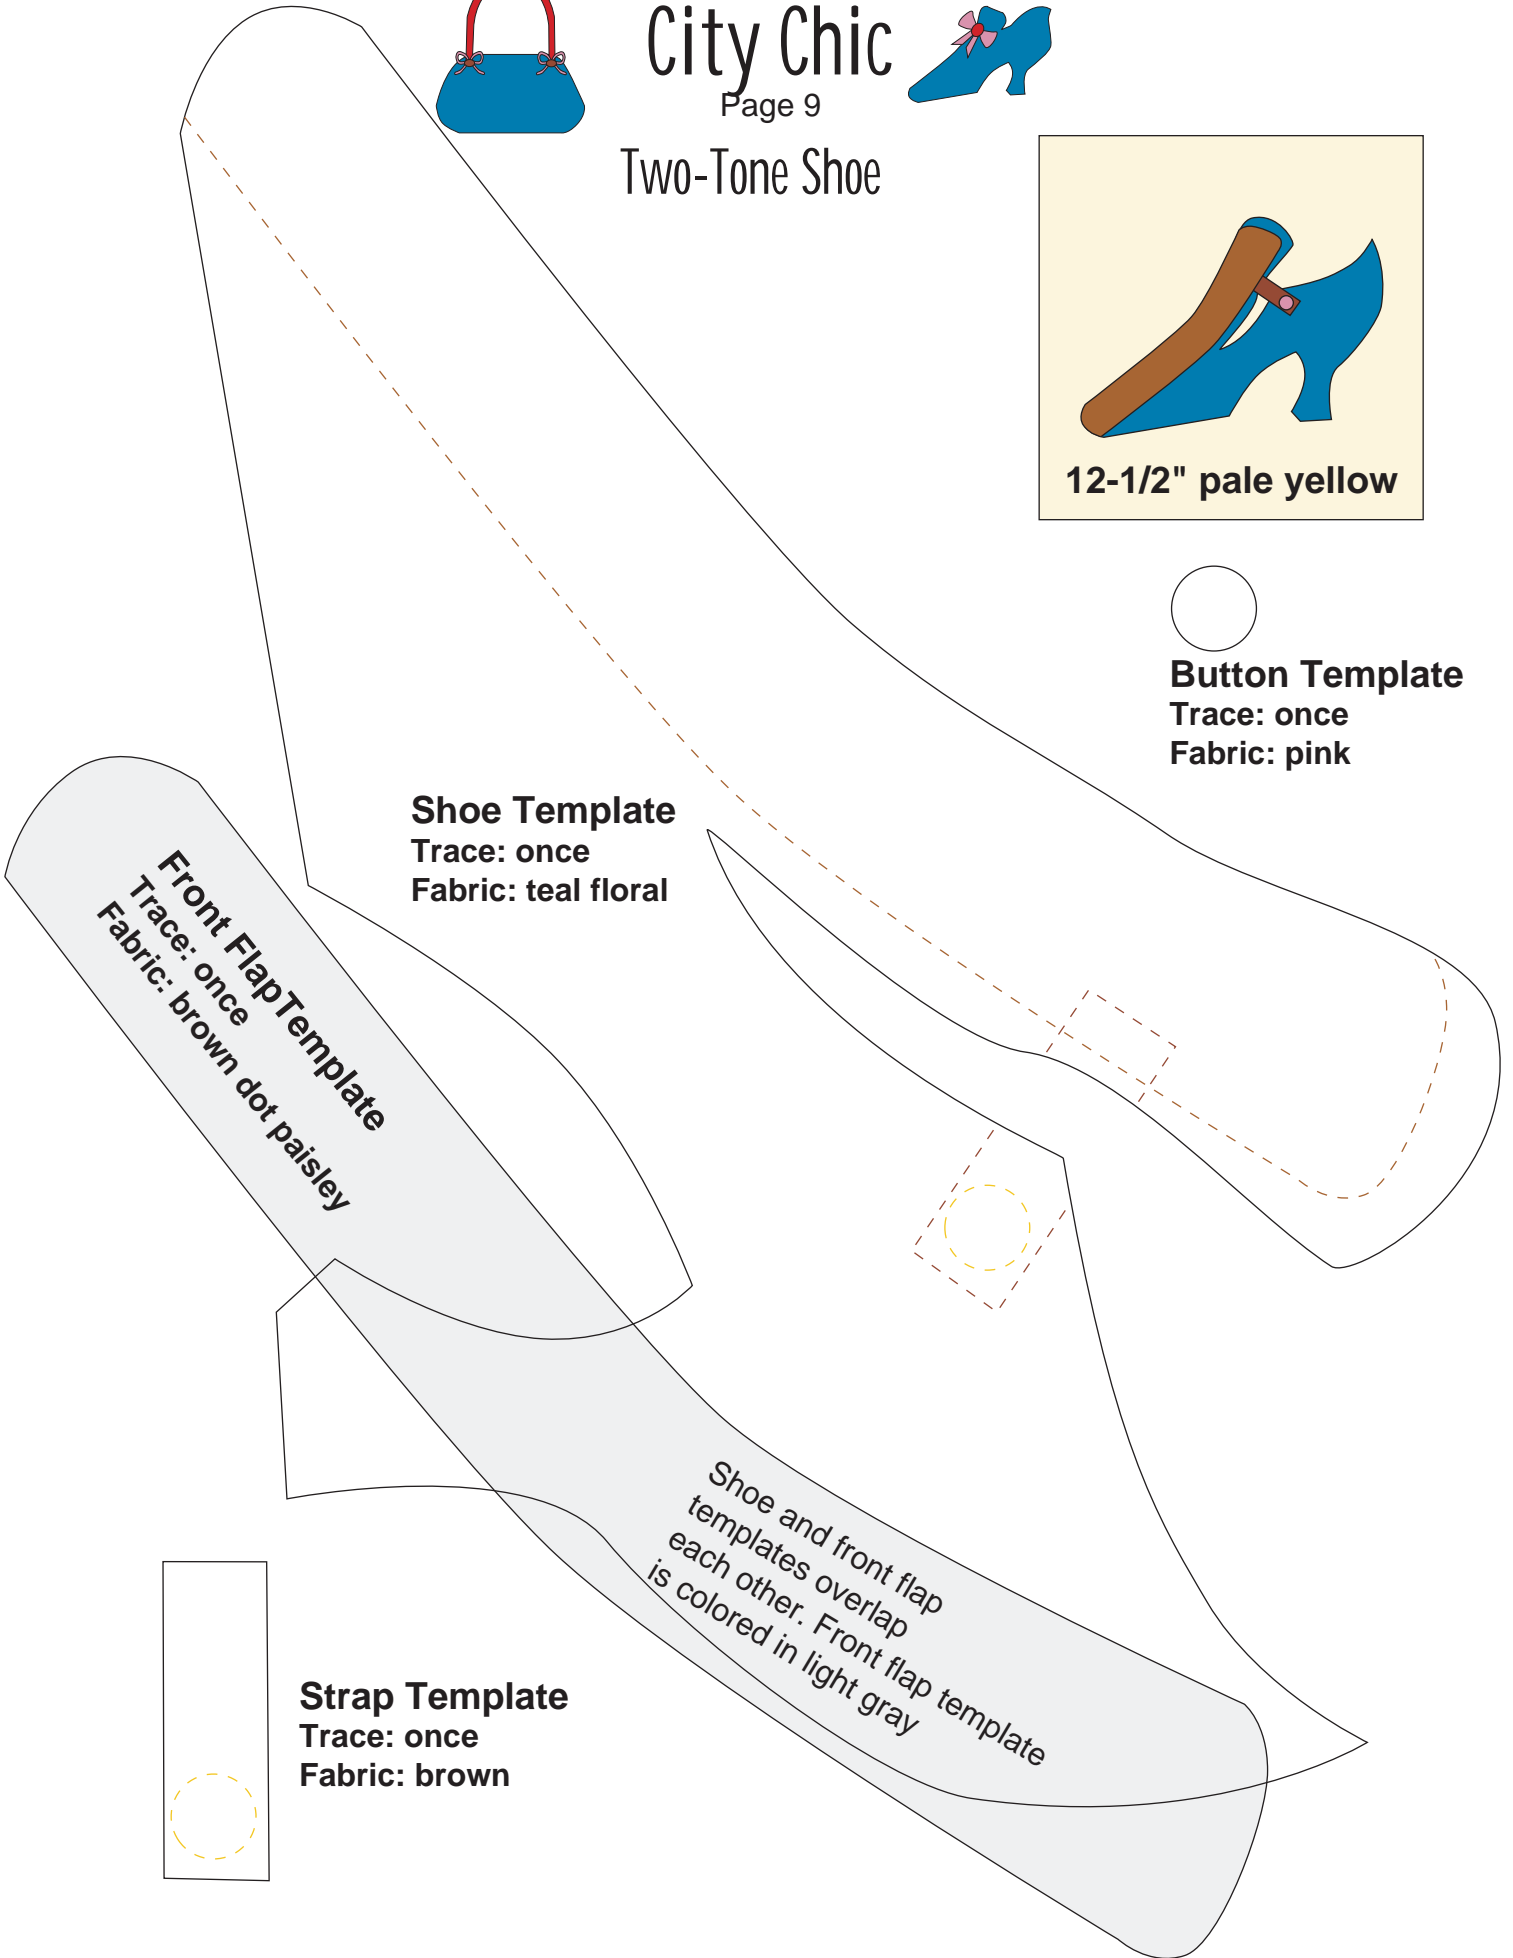 City Chic
Page 9
Two-Tone Shoe
12-1/2" pale yellow
Button Template
Trace: once
Fabric: pink
Shoe Template
Trace: once
Fabric: teal floral
Front FlapTemplate
Trace: once
Fabric: brown dot paisley
Shoe and front flap
templates overlap
each other. Front flap template
is colored in light gray
Strap Template
Trace: once
Fabric: brown